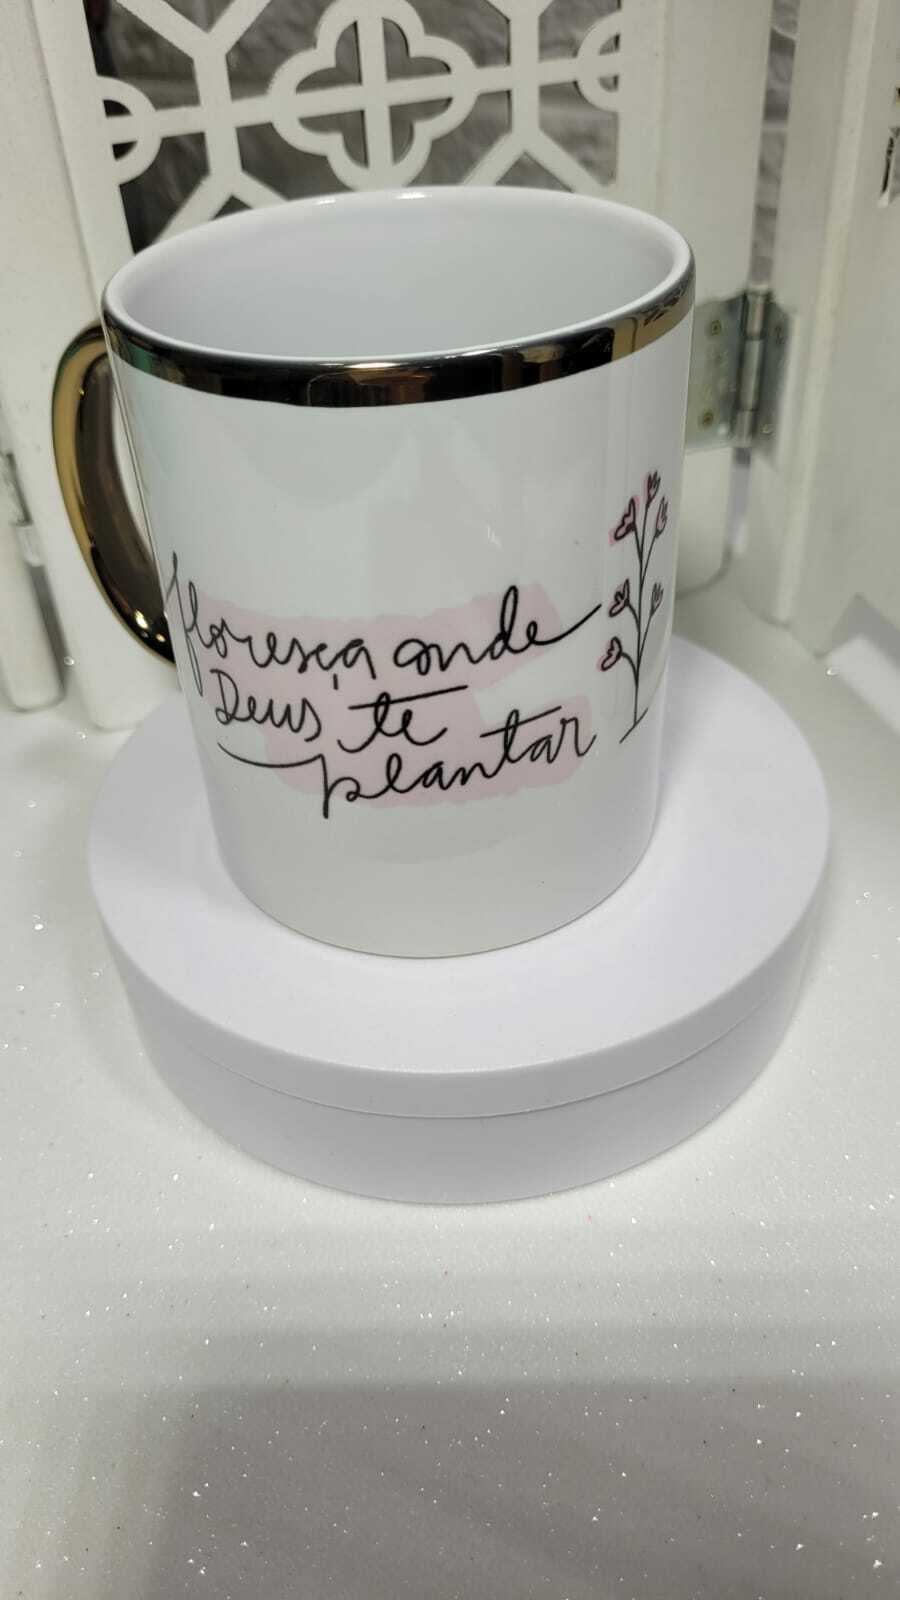 floresça onde
Deus te
plantar